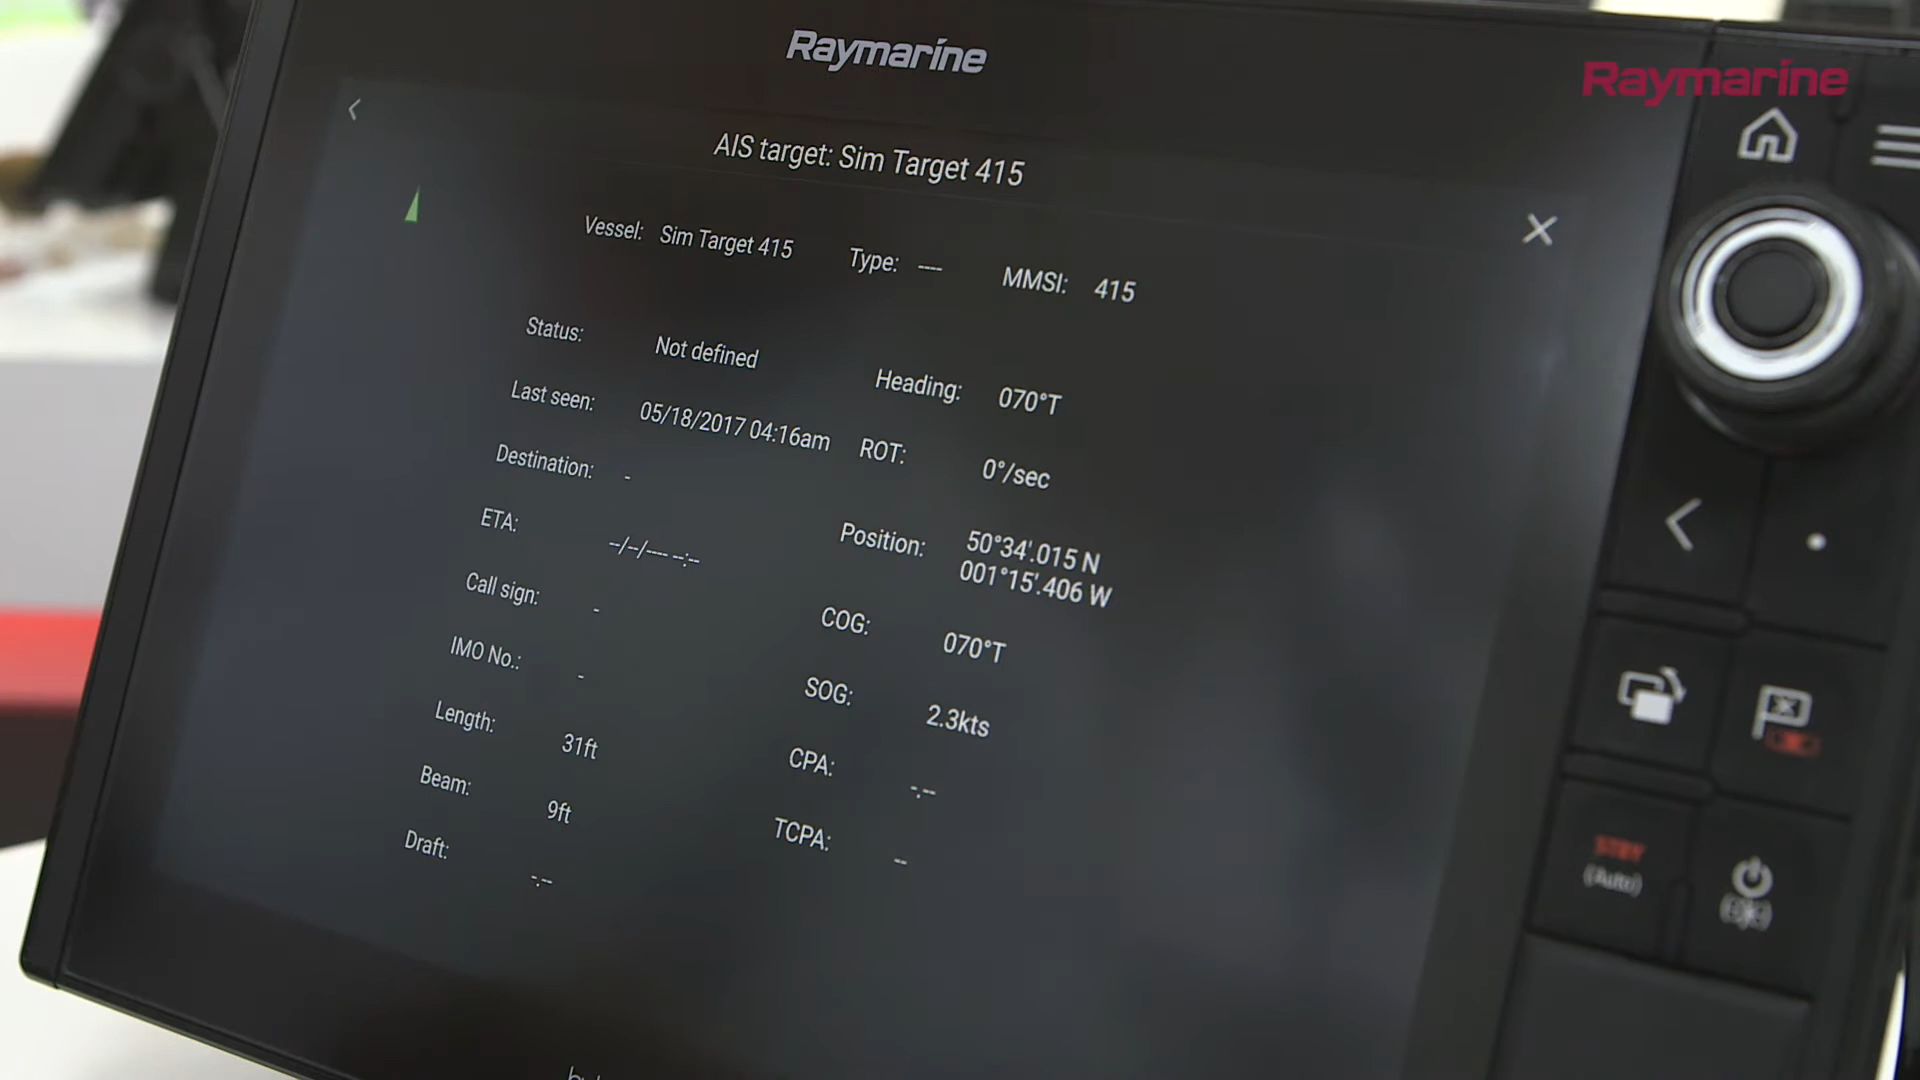 Raymarine
Raymarine
AIS target: Sim Target 415
Vessel: Sim Target 415 Type: ---- MMSI: 415
Status: Not defined Heading: 070°T
Last seen: 05/18/2017 04:16am ROT: 0°/sec
Destination: - Position: 50°34'.015 N
001°15'.406 W
ETA: --/--/---- --:--
Call sign: - COG: 070°T
IMO No.: - SOG: 2.3kts
Length: 31ft CPA: -.--
Beam: 9ft TCPA: --
Draft: -.--
STBY
(Auto)